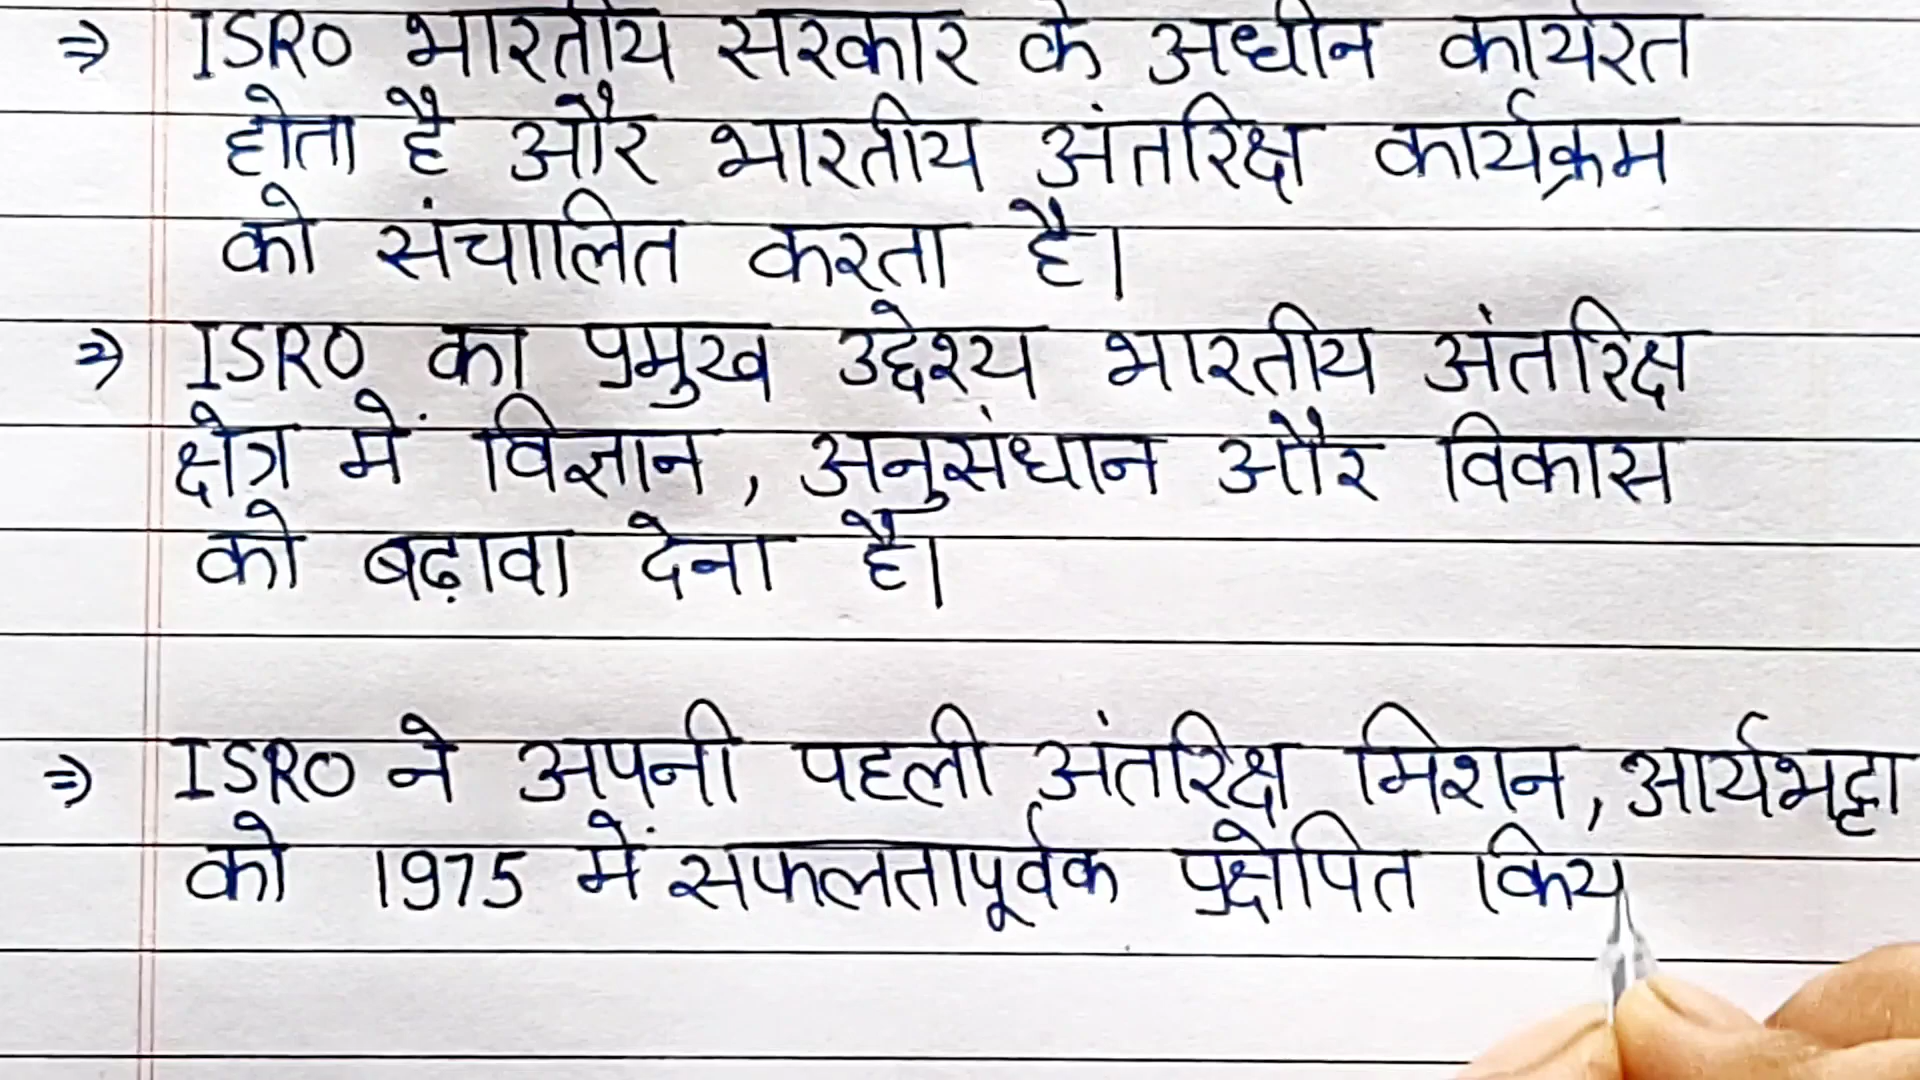 ⇒ ISRO भारतीय सरकार के अधीन कार्यरत
होता है और भारतीय अंतरिक्ष कार्यक्रम
को संचालित करता है।
⇒ ISRO का प्रमुख उद्देश्य भारतीय अंतरिक्ष
क्षेत्र में विज्ञान, अनुसंधान और विकास
को बढ़ावा देना है।
⇒ ISRO ने अपनी पहली अंतरिक्ष मिशन, आर्यभट्टा
को 1975 में सफलतापूर्वक प्रक्षेपित किय